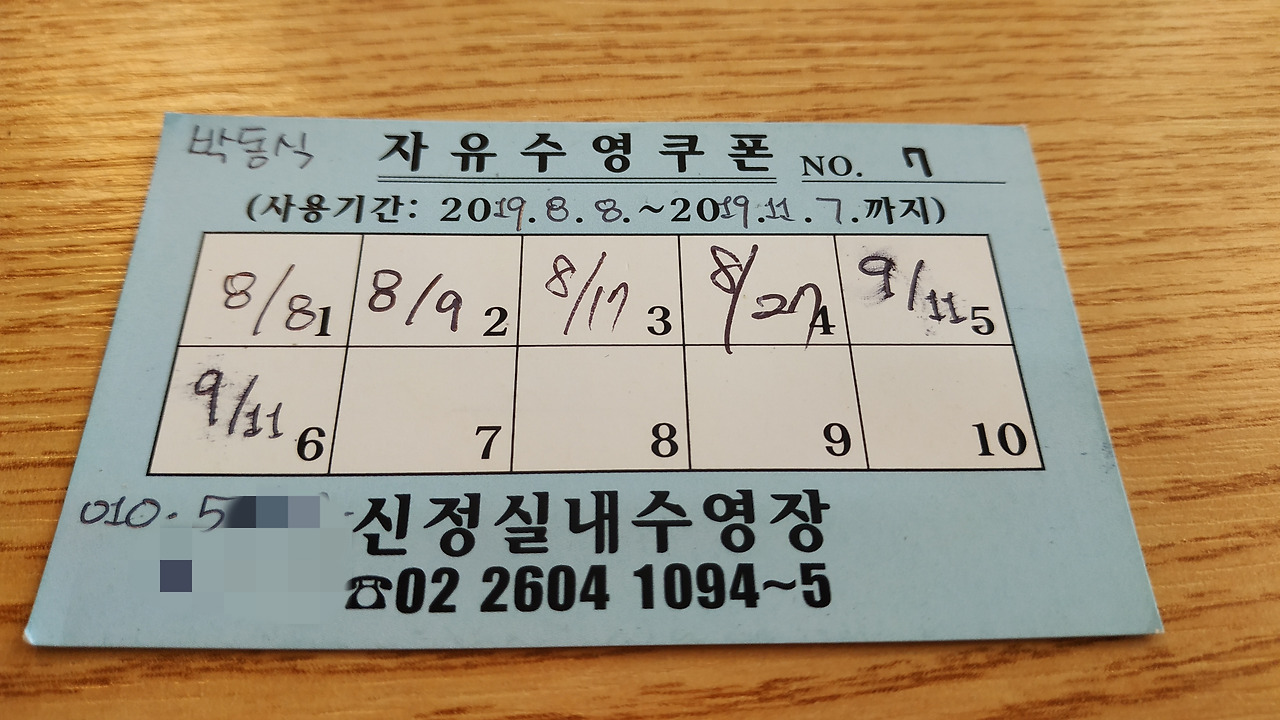 박동식 자유수영쿠폰 NO. 7
(사용기간: 2019.8.8.~2019.11.7.까지)
8/8 1 8/9 2 8/17 3 8/27 4 9/11 5
9/11 6 7 8 9 10
010.5 신정실내수영장
☎02 2604 1094~5